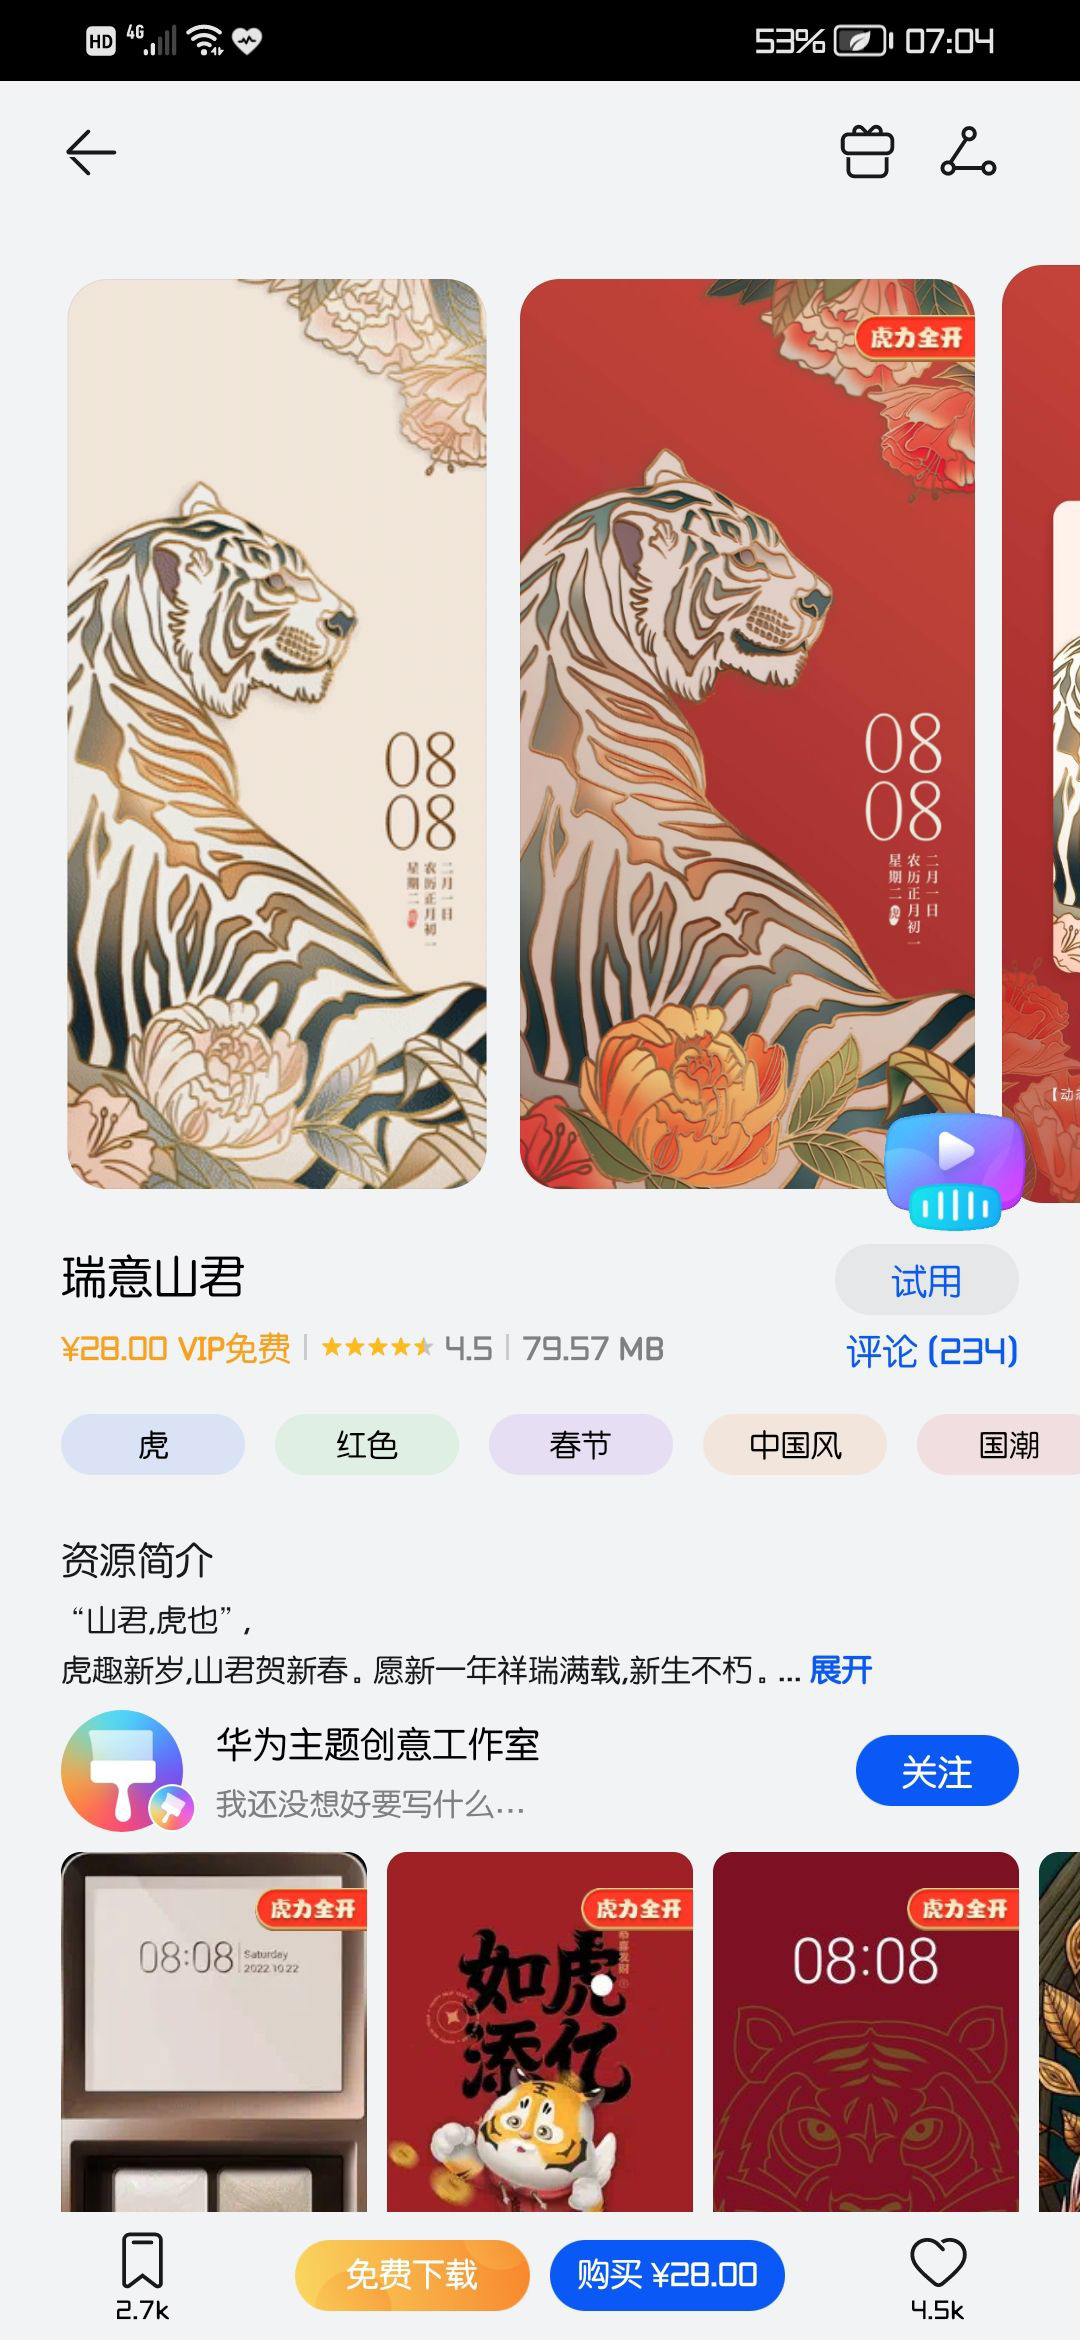 HD 4G 53% 07:04
虎力全开
08
08
二月一日
农历正月初一
星期二
08
08
二月一日
农历正月初一
星期二
【动态
瑞意山君
试用
¥28.00 VIP免费 4.5 79.57 MB
评论 (234)
虎 红色 春节 中国风 国潮
资源简介
“山君,虎也”,
虎趣新岁,山君贺新春。愿新一年祥瑞满载,新生不朽。... 展开
华为主题创意工作室
我还没想好要写什么...
关注
虎力全开
08:08 Saturday
2022.10.22
虎力全开
恭喜发财
如虎
添亿
王
虎力全开
08:08
2.7k
免费下载
购买 ¥28.00
4.5k